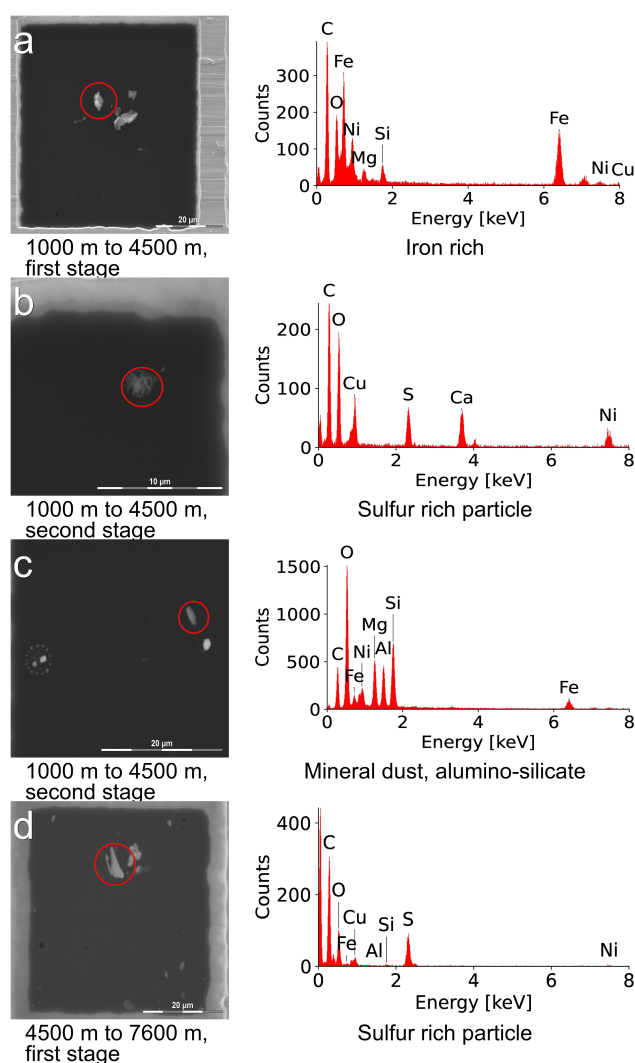 a
20 µm
1000 m to 4500 m,
first stage
C
Fe
O
Ni
Mg
Si
Fe
Ni Cu
300
200
100
0
Counts
0 2 4 6 8
Energy [keV]
Iron rich
b
10 µm
1000 m to 4500 m,
second stage
C
O
Cu
S
Ca
Ni
200
100
0
Counts
0 2 4 6 8
Energy [keV]
Sulfur rich particle
c
20 µm
1000 m to 4500 m,
second stage
O
C
Fe
Ni
Mg
Al
Si
Fe
1500
1000
500
0
Counts
0 2 4 6 8
Energy [keV]
Mineral dust, alumino-silicate
d
20 µm
4500 m to 7600 m,
first stage
C
O
Fe
Cu
Al
Si
S
Ni
400
200
0
Counts
0 2 4 6 8
Energy [keV]
Sulfur rich particle